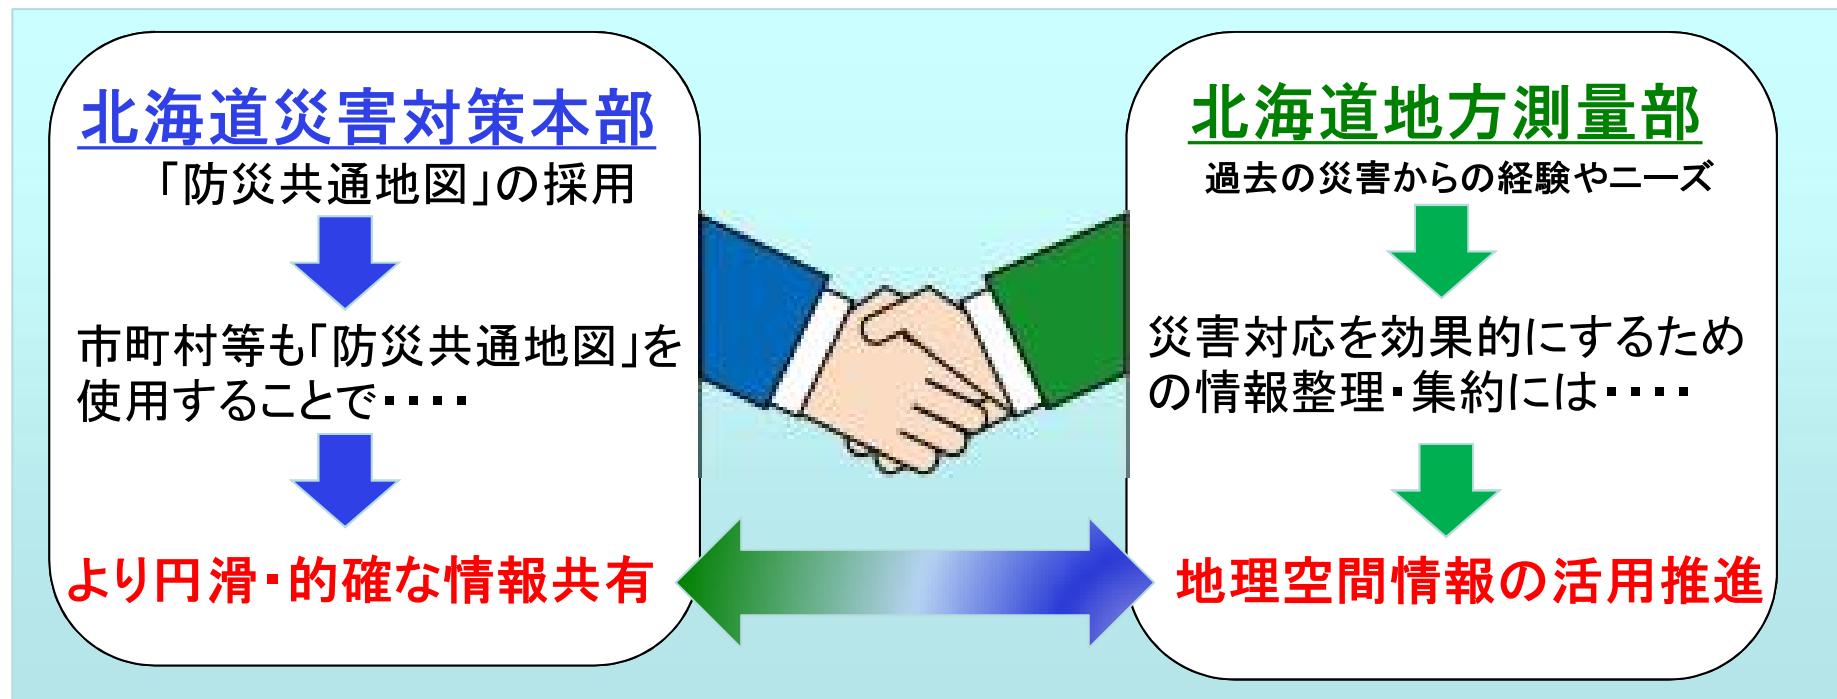 北海道災害対策本部
「防災共通地図」の採用
市町村等も「防災共通地図」を
使用することで・・・・
より円滑・的確な情報共有
北海道地方測量部
過去の災害からの経験やニーズ
災害対応を効果的にするため
の情報整理・集約には・・・・
地理空間情報の活用推進